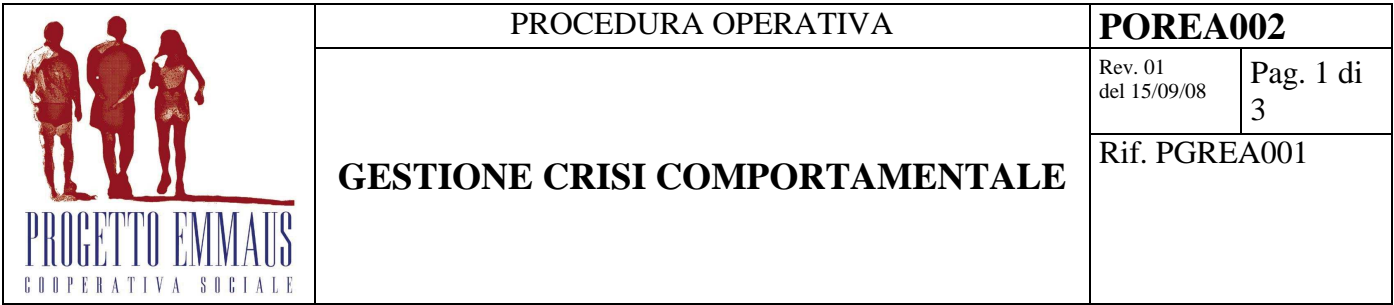 PROGETTO EMMAUS
COOPERATIVA SOCIALE
PROCEDURA OPERATIVA
GESTIONE CRISI COMPORTAMENTALE
POREA002
Rev. 01
del 15/09/08
Pag. 1 di
3
Rif. PGREA001